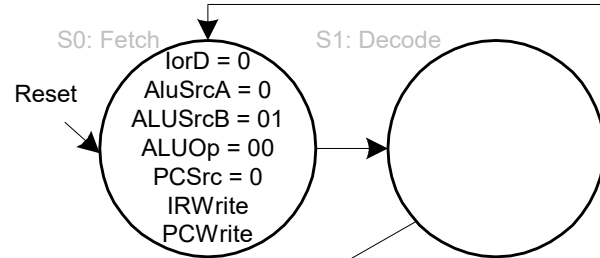 S0: Fetch
S1: Decode
Reset
IorD = 0
AluSrcA = 0
ALUSrcB = 01
ALUOp = 00
PCSrc = 0
IRWrite
PCWrite